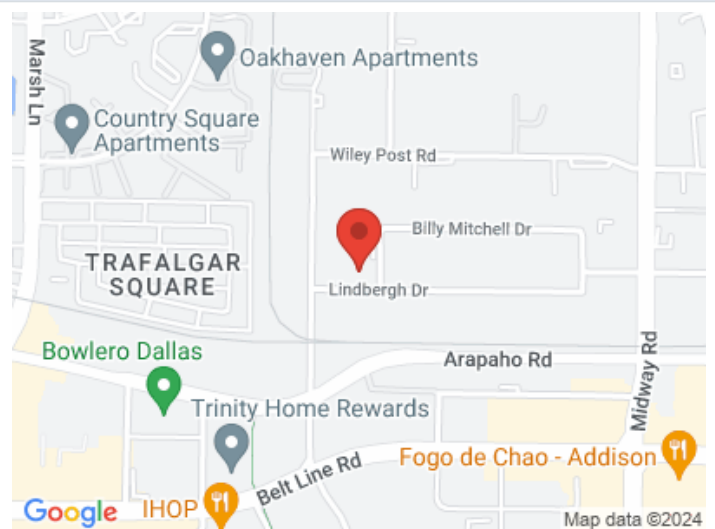 Marsh Ln
Oakhaven Apartments
Country Square
Apartments
Wiley Post Rd
Billy Mitchell Dr
TRAFALGAR
SQUARE
Lindbergh Dr
Bowlero Dallas
Arapaho Rd
Midway Rd
Trinity Home Rewards
Fogo de Chao - Addison
Belt Line Rd
IHOP
Google
Map data ©2024